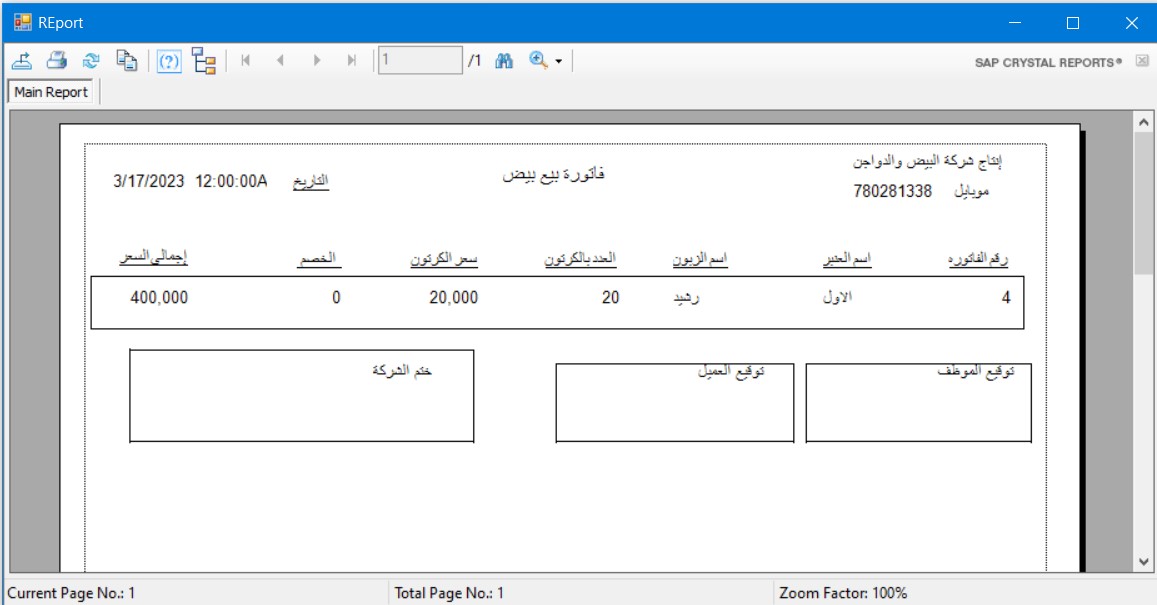 REport
1 /1 SAP CRYSTAL REPORTS®
Main Report
إنتاج شركة البيض والدواجن
موبايل 780281338
فاتورة بيع بيض
التاريخ 3/17/2023 12:00:00A
رقم الفاتوره اسم العنبر اسم الزبون العدد بالكرتون سعر الكرتون الخصم إجمالي السعر
4 الاول رشيد 20 20,000 0 400,000
توقيع الموظف توقيع العميل ختم الشركة
Current Page No.: 1 Total Page No.: 1 Zoom Factor: 100%